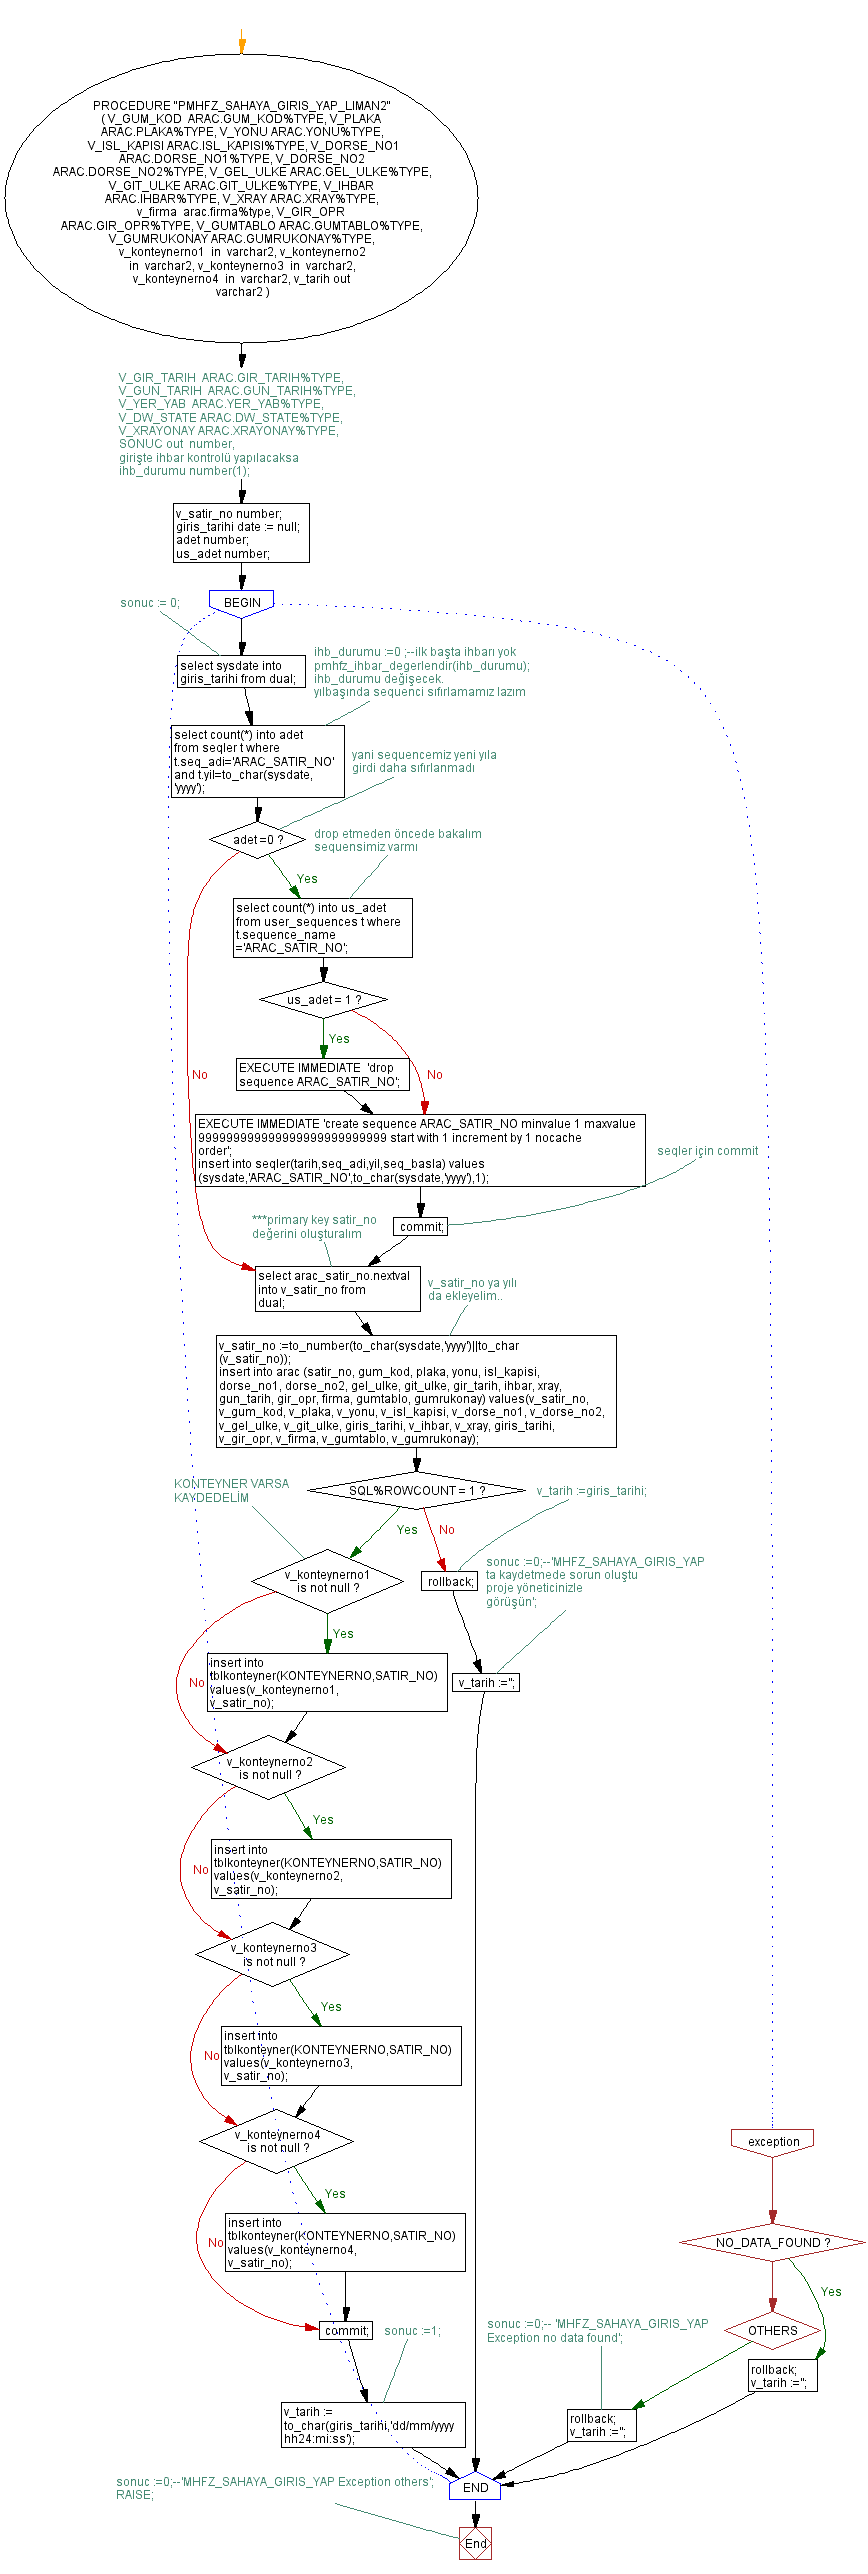 PROCEDURE "PMHFZ_SAHAYA_GIRIS_YAP_LIMAN2"
( V_GUM_KOD ARAC.GUM_KOD%TYPE, V_PLAKA
ARAC.PLAKA%TYPE, V_YONU ARAC.YONU%TYPE,
V_ISL_KAPISI ARAC.ISL_KAPISI%TYPE, V_DORSE_NO1
ARAC.DORSE_NO1%TYPE, V_DORSE_NO2
ARAC.DORSE_NO2%TYPE, V_GEL_ULKE ARAC.GEL_ULKE%TYPE,
V_GIT_ULKE ARAC.GIT_ULKE%TYPE, V_IHBAR
ARAC.IHBAR%TYPE, V_XRAY ARAC.XRAY%TYPE,
v_firma arac.firma%type, V_GIR_OPR
ARAC.GIR_OPR%TYPE, V_GUMTABLO ARAC.GUMTABLO%TYPE,
V_GUMRUKONAY ARAC.GUMRUKONAY%TYPE,
v_konteynerno1 in varchar2, v_konteynerno2
in varchar2, v_konteynerno3 in varchar2,
v_konteynerno4 in varchar2, v_tarih out
varchar2 )
V_GIR_TARIH ARAC.GIR_TARIH%TYPE,
V_GUN_TARIH ARAC.GUN_TARIH%TYPE,
V_YER_YAB ARAC.YER_YAB%TYPE,
V_DW_STATE ARAC.DW_STATE%TYPE,
V_XRAYONAY ARAC.XRAYONAY%TYPE,
SONUC out number,
girişte ihbar kontrolü yapılacaksa
ihb_durumu number(1);
v_satir_no number;
giris_tarihi date := null;
adet number;
us_adet number;
BEGIN
sonuc := 0;
select sysdate into
giris_tarihi from dual;
ihb_durumu :=0 ;--ilk başta ihbarı yok
pmhfz_ihbar_degerlendir(ihb_durumu);
ihb_durumu değişecek.
yılbaşında sequenci sıfırlamamız lazım
select count(*) into adet
from seqler t where
t.seq_adi='ARAC_SATIR_NO'
and t.yil=to_char(sysdate,
'yyyy');
yani sequencemiz yeni yıla
girdi daha sıfırlanmadı
adet =0 ?
drop etmeden öncede bakalım
sequensimiz varmı
Yes
select count(*) into us_adet
from user_sequences t where
t.sequence_name
='ARAC_SATIR_NO';
us_adet = 1 ?
Yes
No
No
EXECUTE IMMEDIATE 'drop
sequence ARAC_SATIR_NO';
EXECUTE IMMEDIATE 'create sequence ARAC_SATIR_NO minvalue 1 maxvalue
999999999999999999999999999 start with 1 increment by 1 nocache
order';
insert into seqler(tarih,seq_adi,yil,seq_basla) values
(sysdate,'ARAC_SATIR_NO',to_char(sysdate,'yyyy'),1);
seqler için commit
commit;
***primary key satir_no
değerini oluşturalım
select arac_satir_no.nextval
into v_satir_no from
dual;
v_satir_no ya yılı
da ekleyelim..
v_satir_no :=to_number(to_char(sysdate,'yyyy')||to_char
(v_satir_no));
insert into arac (satir_no, gum_kod, plaka, yonu, isl_kapisi,
dorse_no1, dorse_no2, gel_ulke, git_ulke, gir_tarih, ihbar, xray,
gun_tarih, gir_opr, firma, gumtablo, gumrukonay) values(v_satir_no,
v_gum_kod, v_plaka, v_yonu, v_isl_kapisi, v_dorse_no1, v_dorse_no2,
v_gel_ulke, v_git_ulke, giris_tarihi, v_ihbar, v_xray, giris_tarihi,
v_gir_opr, v_firma, v_gumtablo, v_gumrukonay);
SQL%ROWCOUNT = 1 ?
KONTEYNER VARSA
KAYDEDELİM
v_tarih :=giris_tarihi;
Yes
No
v_konteynerno1
is not null ?
rollback;
sonuc :=0;--'MHFZ_SAHAYA_GIRIS_YAP
ta kaydetmede sorun oluştu
proje yöneticinizle
görüşün';
Yes
No
insert into
tblkonteyner(KONTEYNERNO,SATIR_NO)
values(v_konteynerno1,
v_satir_no);
v_tarih :='';
v_konteynerno2
is not null ?
Yes
No
insert into
tblkonteyner(KONTEYNERNO,SATIR_NO)
values(v_konteynerno2,
v_satir_no);
v_konteynerno3
is not null ?
Yes
No
insert into
tblkonteyner(KONTEYNERNO,SATIR_NO)
values(v_konteynerno3,
v_satir_no);
v_konteynerno4
is not null ?
Yes
No
insert into
tblkonteyner(KONTEYNERNO,SATIR_NO)
values(v_konteynerno4,
v_satir_no);
exception
NO_DATA_FOUND ?
Yes
OTHERS
sonuc :=0;-- 'MHFZ_SAHAYA_GIRIS_YAP
Exception no data found';
rollback;
v_tarih :='';
rollback;
v_tarih :='';
commit;
sonuc :=1;
v_tarih :=
to_char(giris_tarihi,'dd/mm/yyyy
hh24:mi:ss');
END
sonuc :=0;--'MHFZ_SAHAYA_GIRIS_YAP Exception others';
RAISE;
End